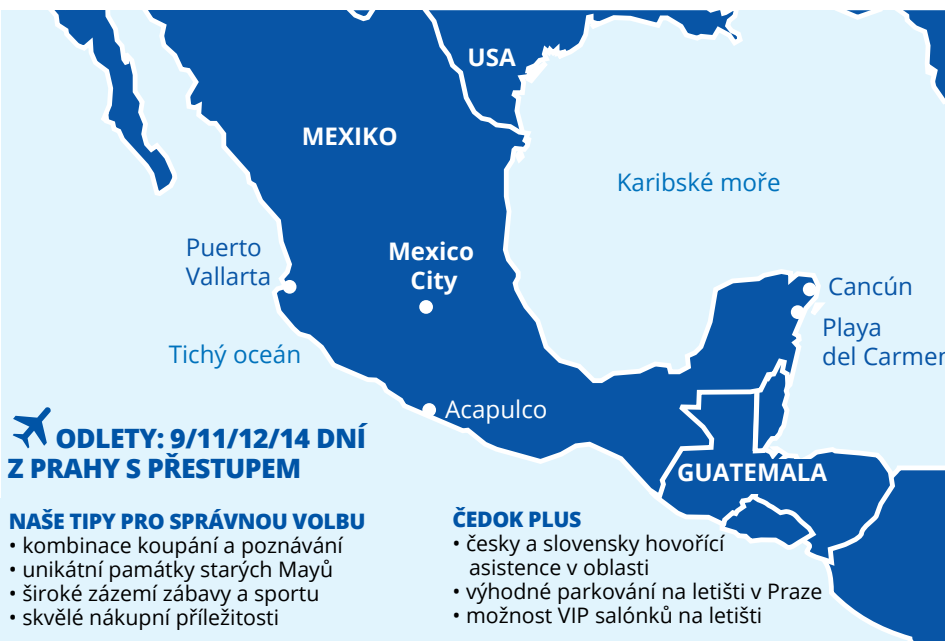 USA
MEXIKO
Karibské moře
Puerto
Vallarta
Mexico
City
Cancún
Playa
del Carmen
Tichý oceán
Acapulco
ODLETY: 9/11/12/14 DNÍ
Z PRAHY S PŘESTUPEM
GUATEMALA
NAŠE TIPY PRO SPRÁVNOU VOLBU
• kombinace koupání a poznávání
• unikátní památky starých Mayů
• široké zázemí zábavy a sportu
• skvělé nákupní příležitosti
ČEDOK PLUS
• česky a slovensky hovořící
asistence v oblasti
• výhodné parkování na letišti v Praze
• možnost VIP salónků na letišti